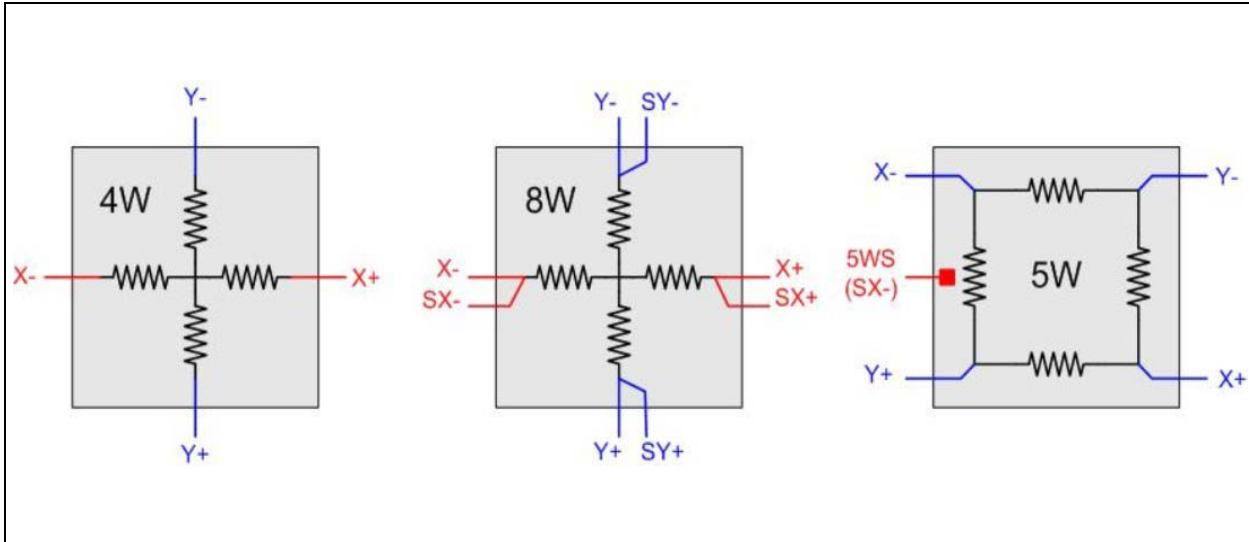 Y-
4W
X- X+
Y+
Y- SY-
8W
X- X+
SX- SX+
Y+ SY+
X- Y-
5WS
(SX-)
5W
Y+ X+